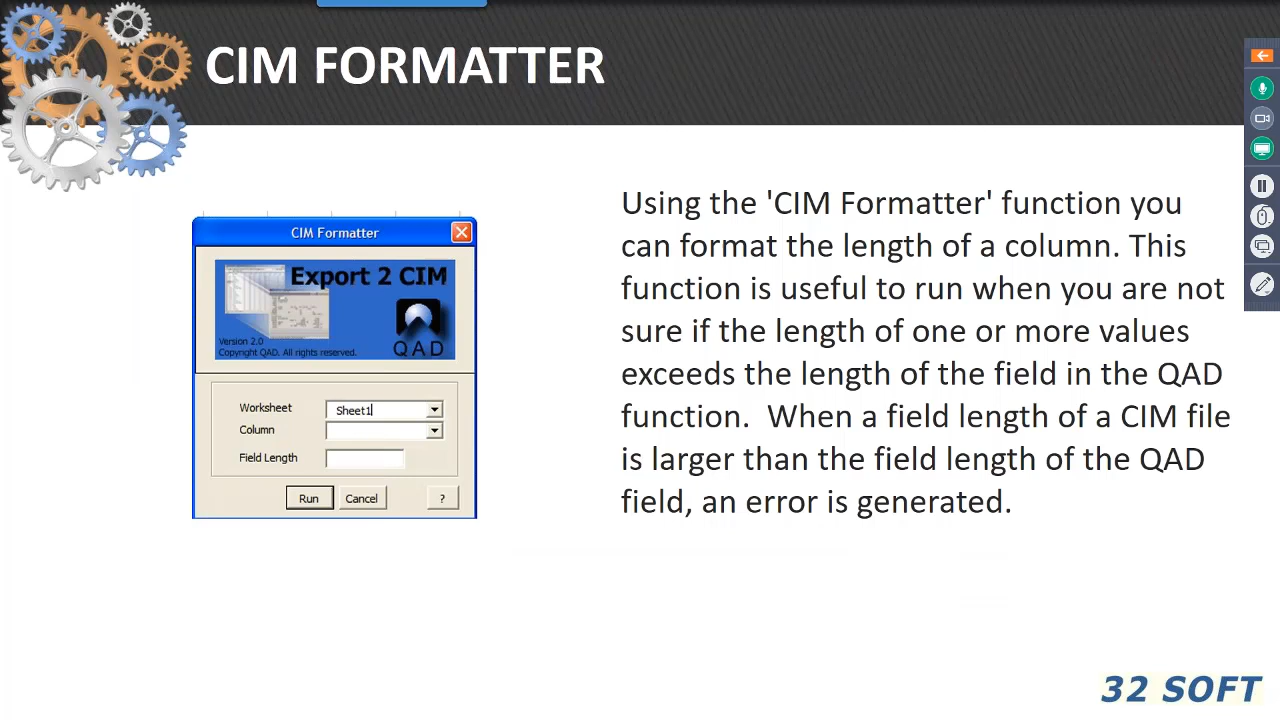 CIM FORMATTER
CIM Formatter
Export 2 CIM
Version 2.0
Copyright QAD. All rights reserved.
QAD
Worksheet Sheet1
Column
Field Length
Run Cancel ?
Using the 'CIM Formatter' function you
can format the length of a column. This
function is useful to run when you are not
sure if the length of one or more values
exceeds the length of the field in the QAD
function.  When a field length of a CIM file
is larger than the field length of the QAD
field, an error is generated.
32 SOFT